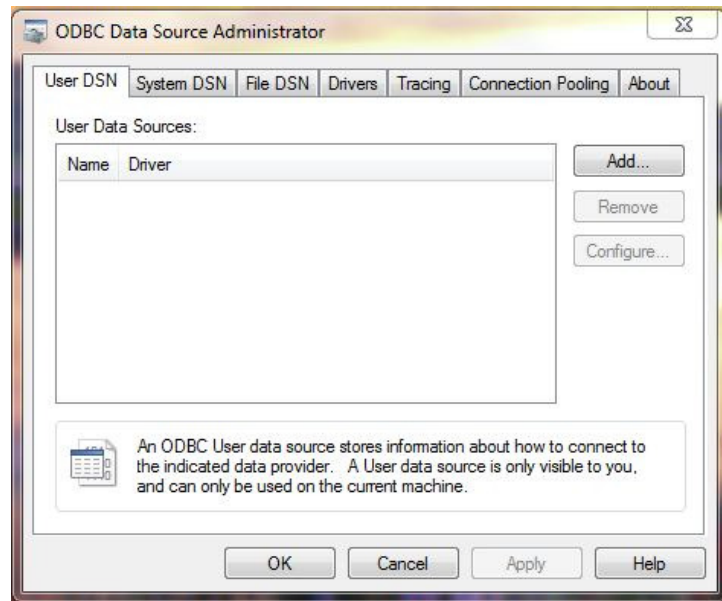 ODBC Data Source Administrator
User DSN System DSN File DSN Drivers Tracing Connection Pooling About
User Data Sources:
Name Driver
Add...
Remove
Configure...
An ODBC User data source stores information about how to connect to
the indicated data provider. A User data source is only visible to you,
and can only be used on the current machine.
OK Cancel Apply Help